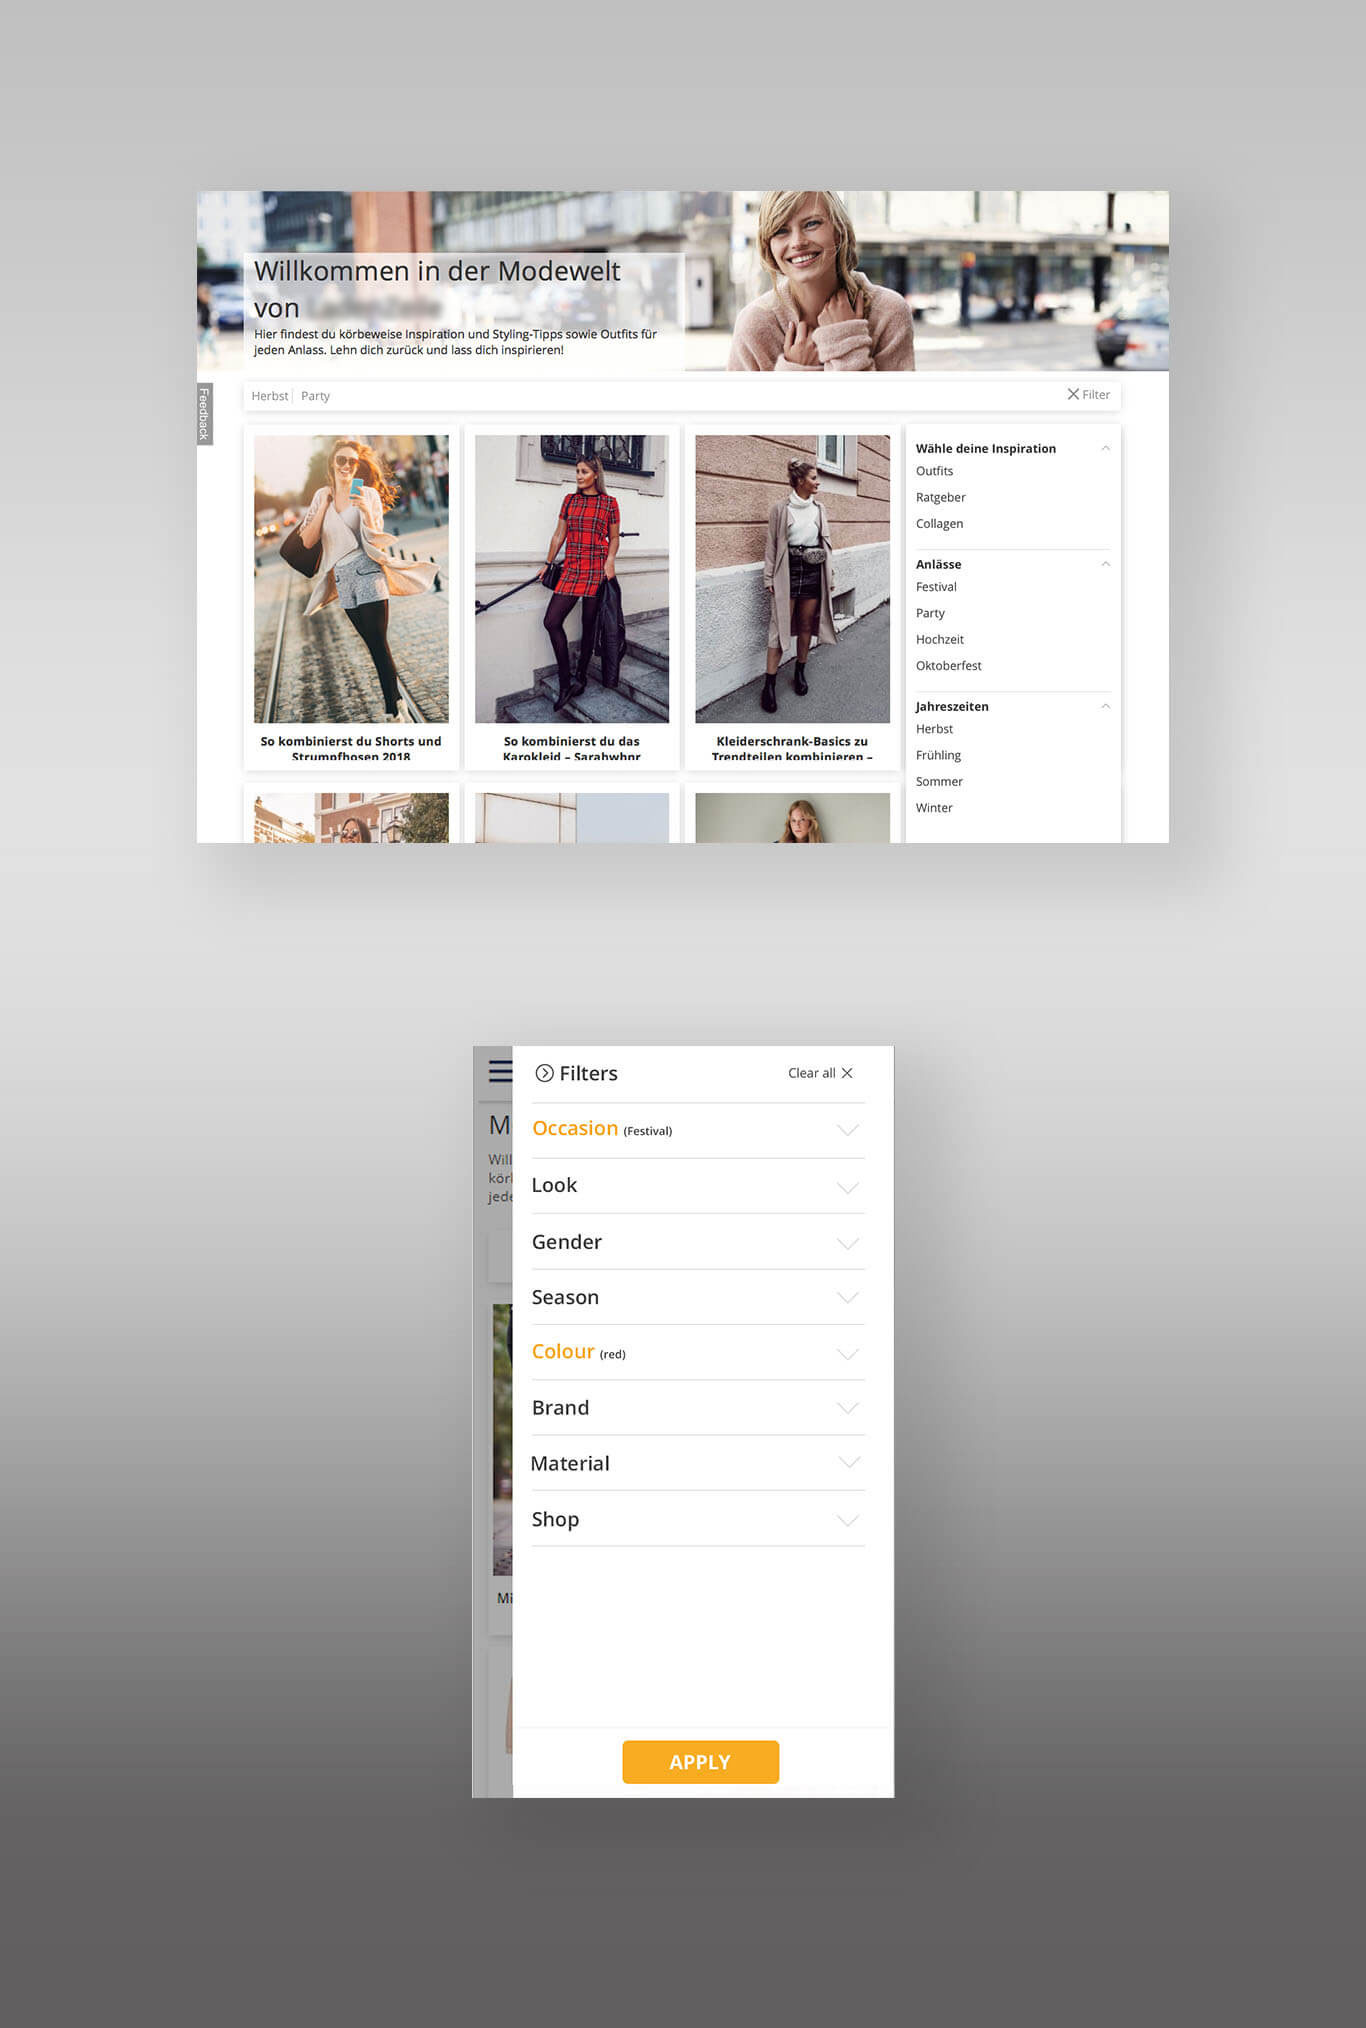 Willkommen in der Modewelt
von
Hier findest du körbeweise Inspiration und Styling-Tipps sowie Outfits für
jeden Anlass. Lehn dich zurück und lass dich inspirieren!
Feedback
Herbst
Party
Filter
So kombinierst du Shorts und
Strumpfhosen 2018
So kombinierst du das
Karokleid – Sarahwhnr
Kleiderschrank-Basics zu
Trendteilen kombinieren –
Wähle deine Inspiration
Outfits
Ratgeber
Collagen
Anlässe
Festival
Party
Hochzeit
Oktoberfest
Jahreszeiten
Herbst
Frühling
Sommer
Winter
M
Will
kör
jede
Mi
Filters
Clear all
Occasion (Festival)
Look
Gender
Season
Colour (red)
Brand
Material
Shop
APPLY